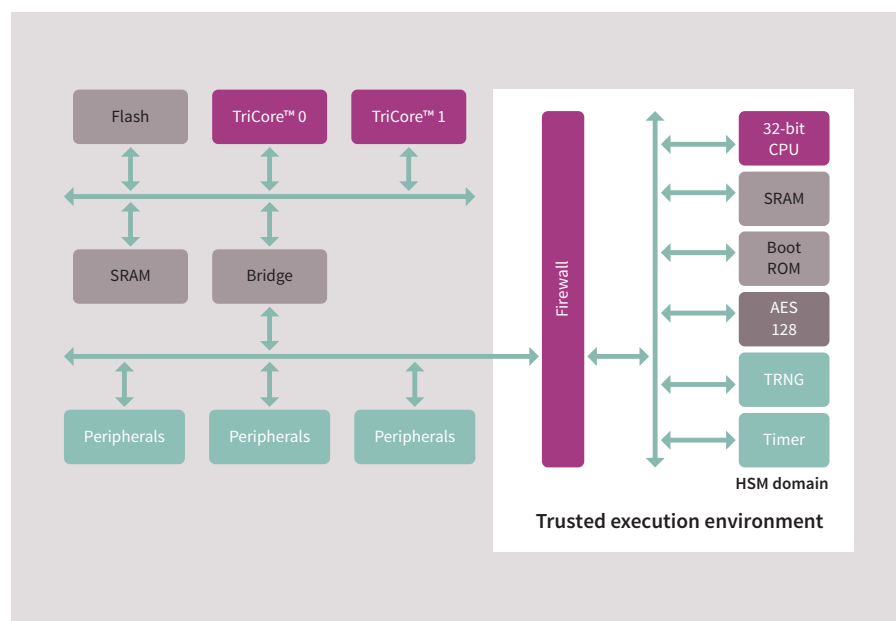 Flash
TriCore™ 0
TriCore™ 1
SRAM
Bridge
Peripherals
Peripherals
Peripherals
Firewall
32-bit
CPU
SRAM
Boot
ROM
AES
128
TRNG
Timer
HSM domain
Trusted execution environment